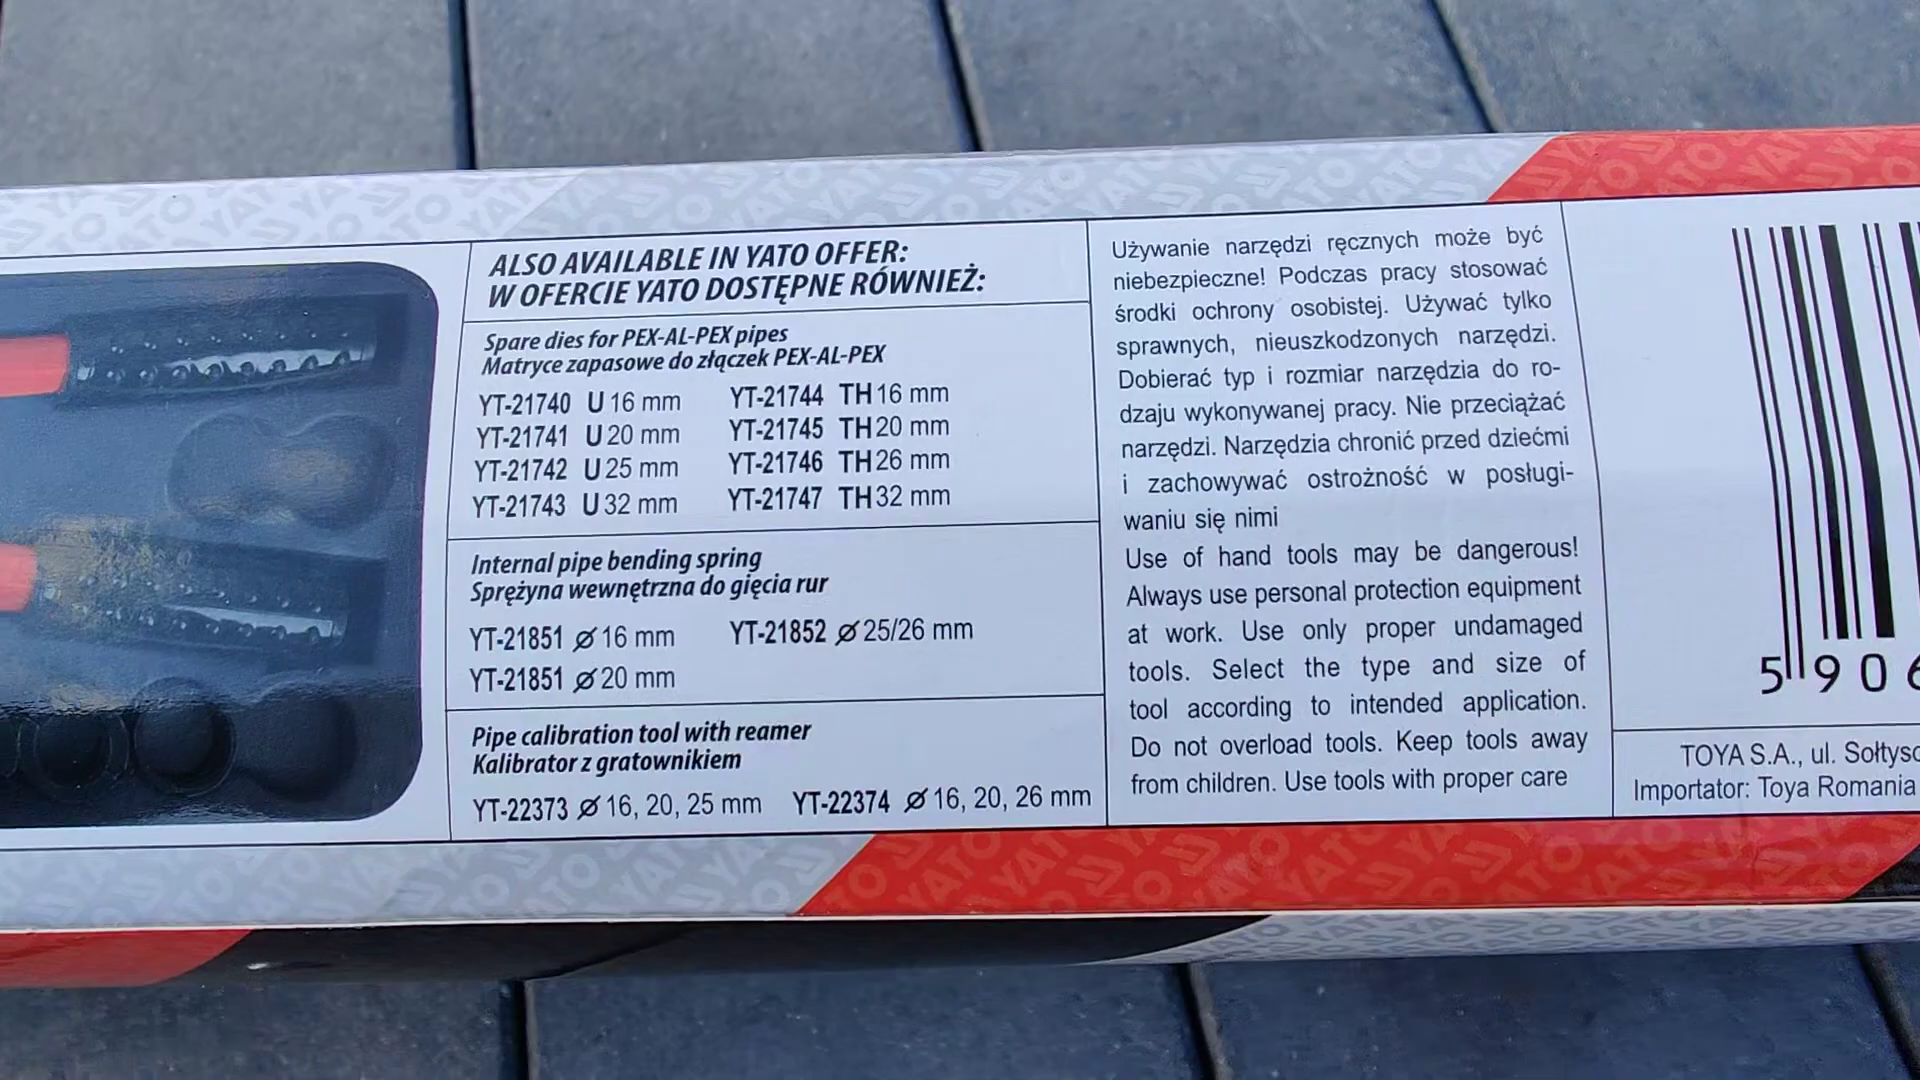 ALSO AVAILABLE IN YATO OFFER:
W OFERCIE YATO DOSTĘPNE RÓWNIEŻ:
Spare dies for PEX-AL-PEX pipes
Matryce zapasowe do złączek PEX-AL-PEX
YT-21740 U 16 mm YT-21744 TH 16 mm
YT-21741 U 20 mm YT-21745 TH 20 mm
YT-21742 U 25 mm YT-21746 TH 26 mm
YT-21743 U 32 mm YT-21747 TH 32 mm
Internal pipe bending spring
Sprężyna wewnętrzna do gięcia rur
YT-21851 ⌀ 16 mm YT-21852 ⌀ 25/26 mm
YT-21851 ⌀ 20 mm
Pipe calibration tool with reamer
Kalibrator z gratownikiem
YT-22373 ⌀ 16, 20, 25 mm YT-22374 ⌀ 16, 20, 26 mm
Używanie narzędzi ręcznych może być
niebezpieczne! Podczas pracy stosować
środki ochrony osobistej. Używać tylko
sprawnych, nieuszkodzonych narzędzi.
Dobierać typ i rozmiar narzędzia do ro-
dzaju wykonywanej pracy. Nie przeciążać
narzędzi. Narzędzia chronić przed dziećmi
i zachowywać ostrożność w posługi-
waniu się nimi
Use of hand tools may be dangerous!
Always use personal protection equipment
at work. Use only proper undamaged
tools. Select the type and size of
tool according to intended application.
Do not overload tools. Keep tools away
from children. Use tools with proper care
5 906
TOYA S.A., ul. Sołtyso
Importator: Toya Romania